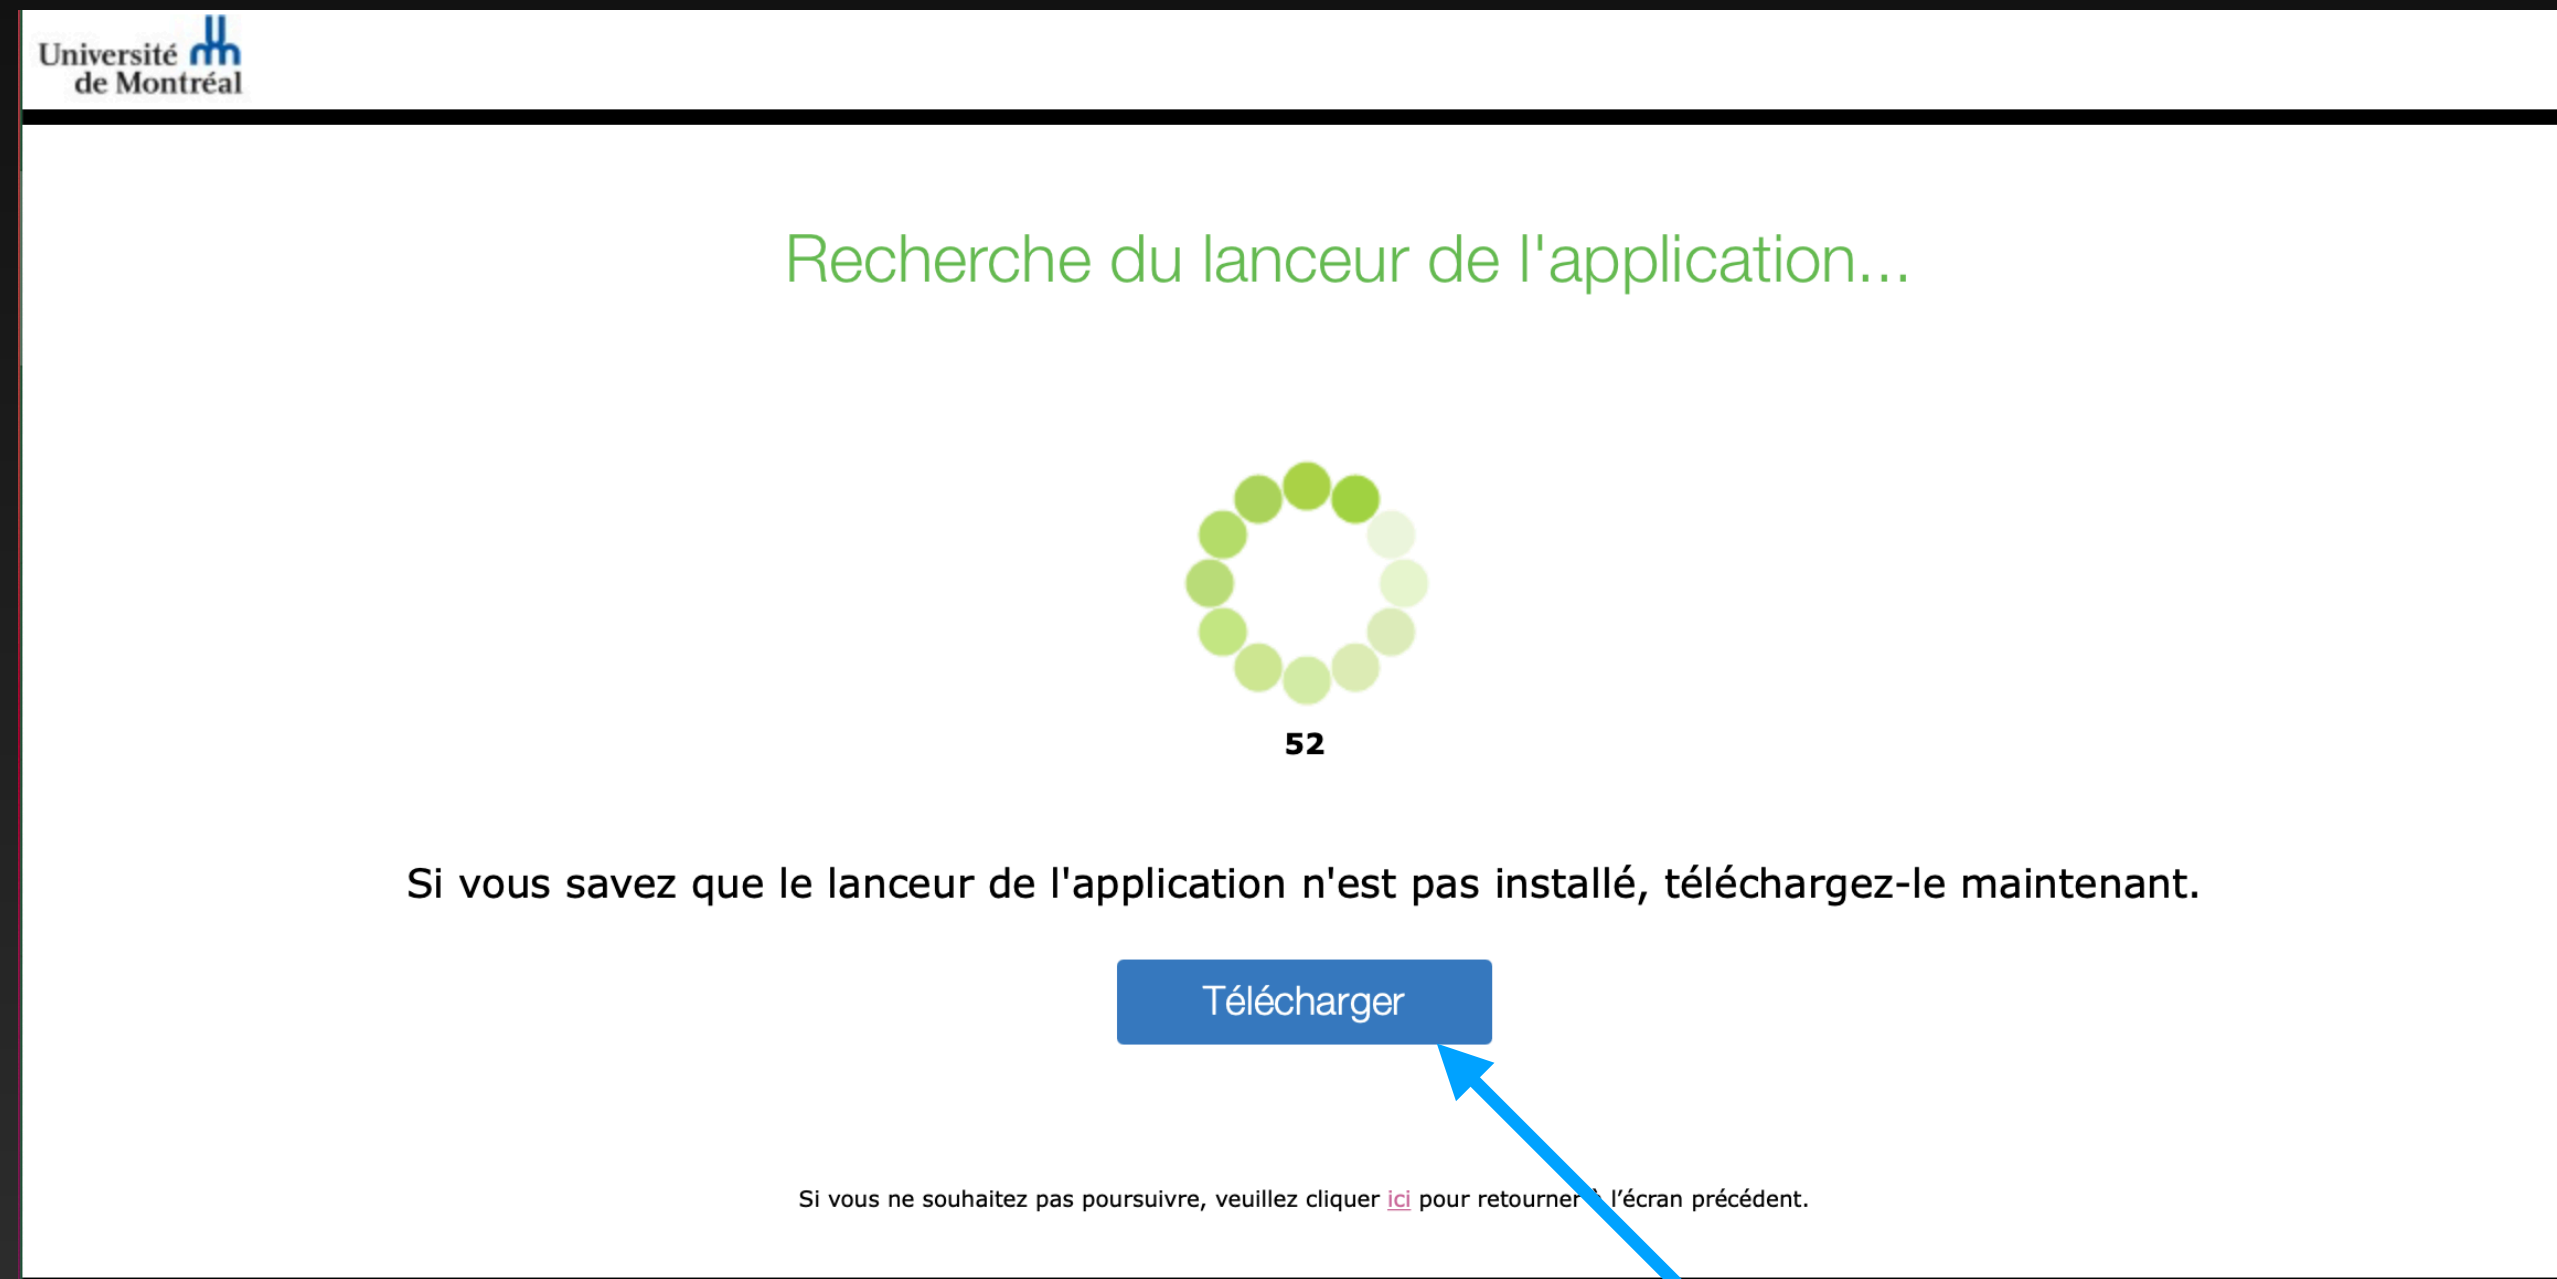 Université
de Montréal
Recherche du lanceur de l'application...
52
Si vous savez que le lanceur de l'application n'est pas installé, téléchargez-le maintenant.
Télécharger
Si vous ne souhaitez pas poursuivre, veuillez cliquer ici pour retourner à l’écran précédent.